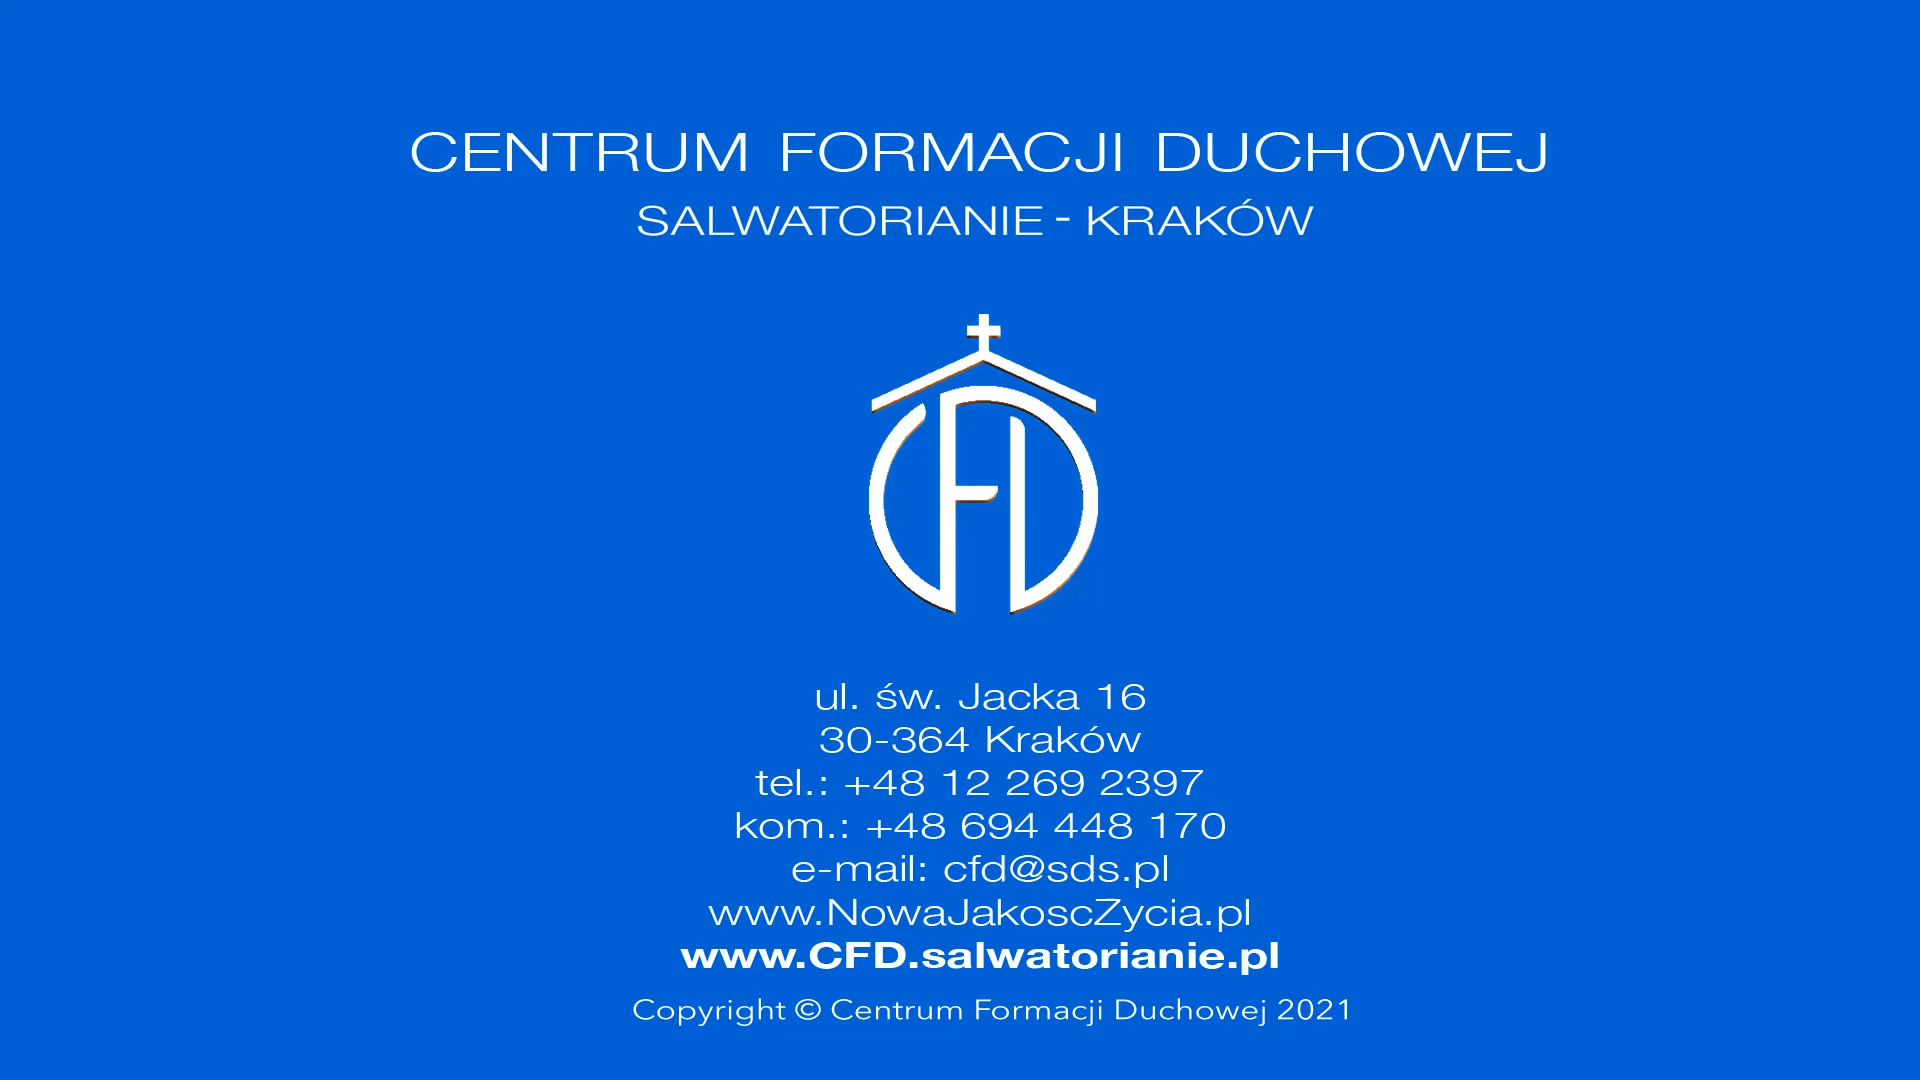 CENTRUM FORMACJI DUCHOWEJ
SALWATORIANIE - KRAKÓW
CFD
ul. św. Jacka 16
30-364 Kraków
tel.: +48 12 269 2397
kom.: +48 694 448 170
e-mail: cfd@sds.pl
www.NowaJakoscZycia.pl
www.CFD.salwatorianie.pl
Copyright © Centrum Formacji Duchowej 2021